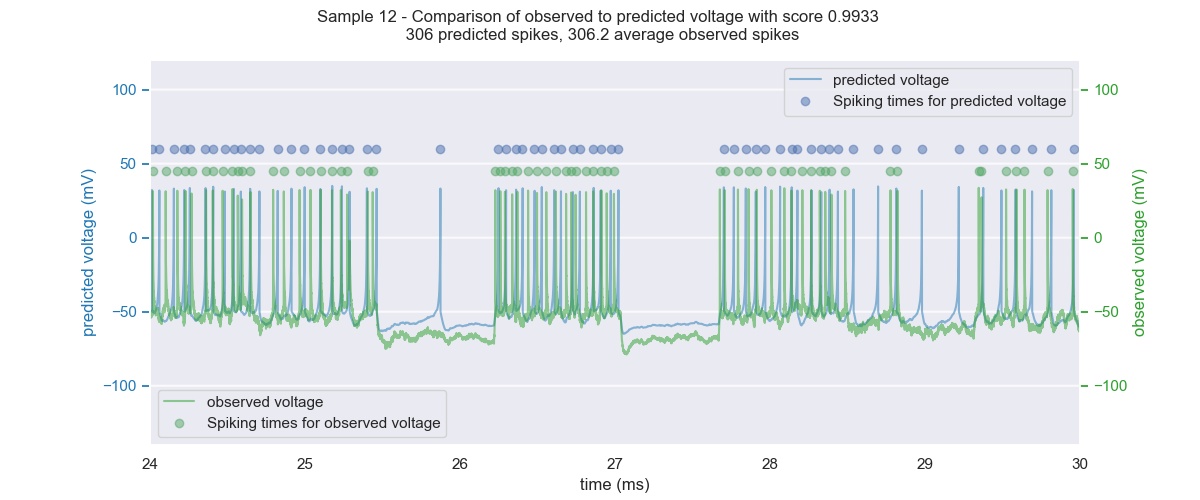 Sample 12 - Comparison of observed to predicted voltage with score 0.9933
306 predicted spikes, 306.2 average observed spikes
predicted voltage
Spiking times for predicted voltage
100
50
0
−50
−100
predicted voltage (mV)
100
50
0
−50
−100
observed voltage (mV)
observed voltage
Spiking times for observed voltage
24 25 26 27 28 29 30
time (ms)